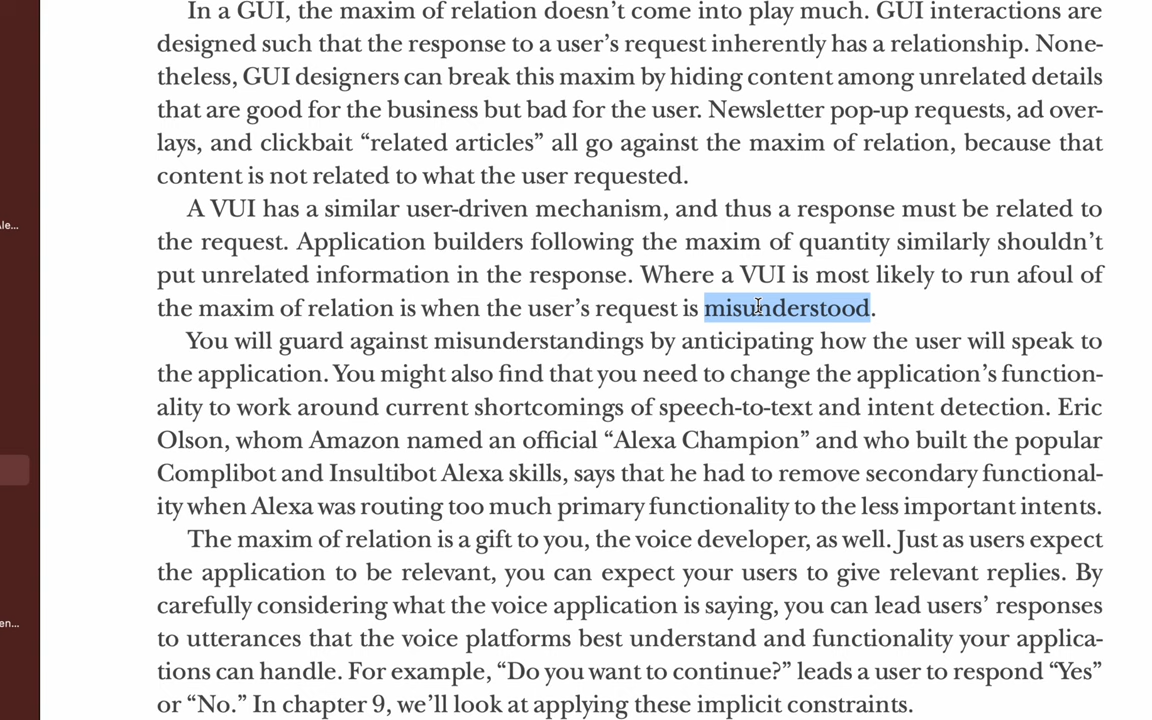 In a GUI, the maxim of relation doesn’t come into play much. GUI interactions are
designed such that the response to a user’s request inherently has a relationship. None-
theless, GUI designers can break this maxim by hiding content among unrelated details
that are good for the business but bad for the user. Newsletter pop-up requests, ad over-
lays, and clickbait “related articles” all go against the maxim of relation, because that
content is not related to what the user requested.
A VUI has a similar user-driven mechanism, and thus a response must be related to
the request. Application builders following the maxim of quantity similarly shouldn’t
put unrelated information in the response. Where a VUI is most likely to run afoul of
the maxim of relation is when the user’s request is misunderstood.
You will guard against misunderstandings by anticipating how the user will speak to
the application. You might also find that you need to change the application’s function-
ality to work around current shortcomings of speech-to-text and intent detection. Eric
Olson, whom Amazon named an official “Alexa Champion” and who built the popular
Complibot and Insultibot Alexa skills, says that he had to remove secondary functional-
ity when Alexa was routing too much primary functionality to the less important intents.
The maxim of relation is a gift to you, the voice developer, as well. Just as users expect
the application to be relevant, you can expect your users to give relevant replies. By
carefully considering what the voice application is saying, you can lead users’ responses
to utterances that the voice platforms best understand and functionality your applica-
tions can handle. For example, “Do you want to continue?” leads a user to respond “Yes”
or “No.” In chapter 9, we’ll look at applying these implicit constraints.